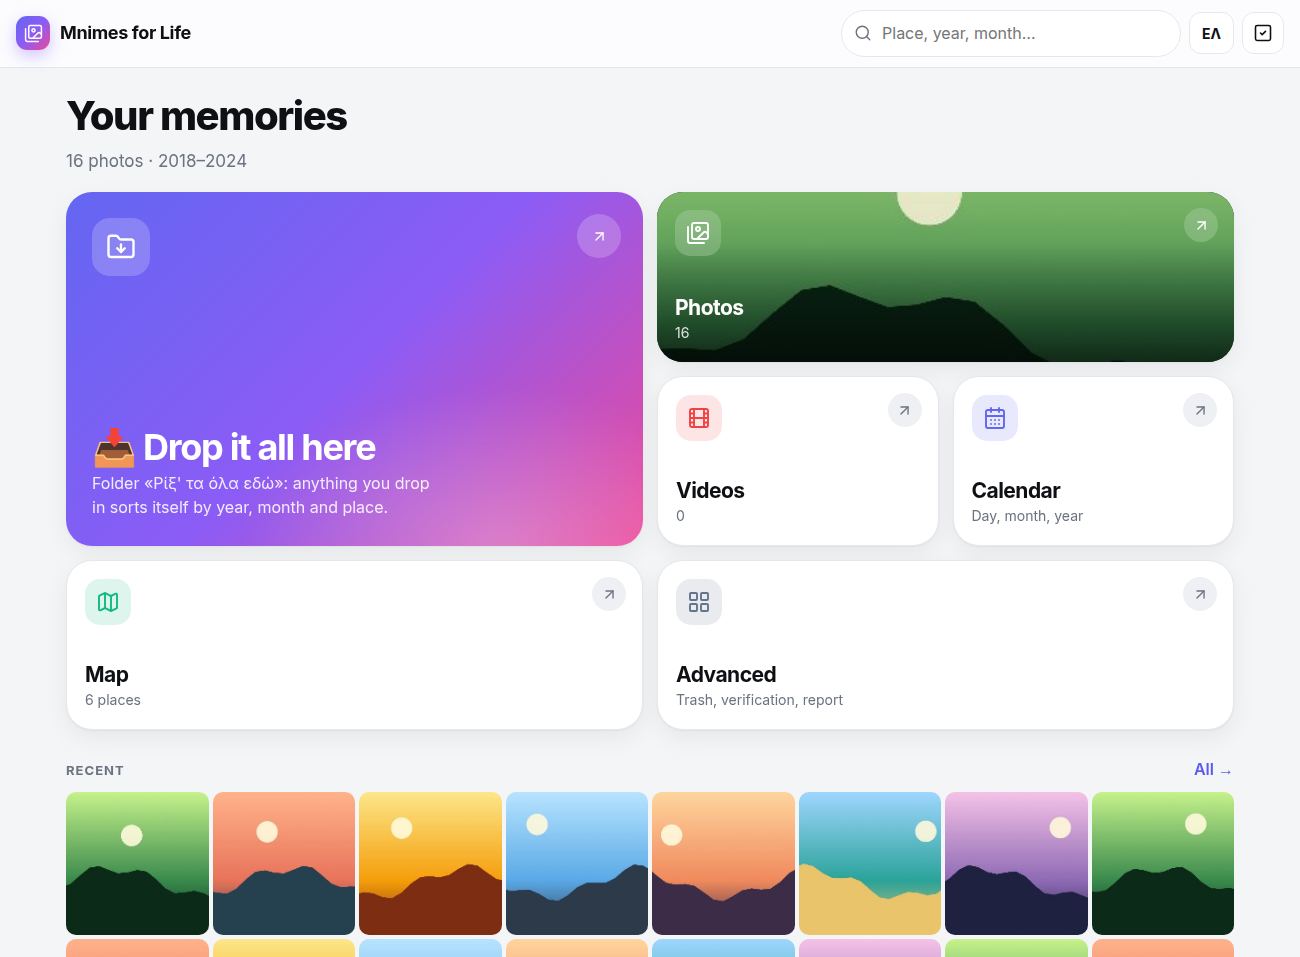 Mnimes for Life
Place, year, month...
ΕΛ
Your memories
16 photos · 2018–2024
📥 Drop it all here
Folder «Ρίξ' τα όλα εδώ»: anything you drop
in sorts itself by year, month and place.
Photos
16
Videos
0
Calendar
Day, month, year
Map
6 places
Advanced
Trash, verification, report
RECENT
All →